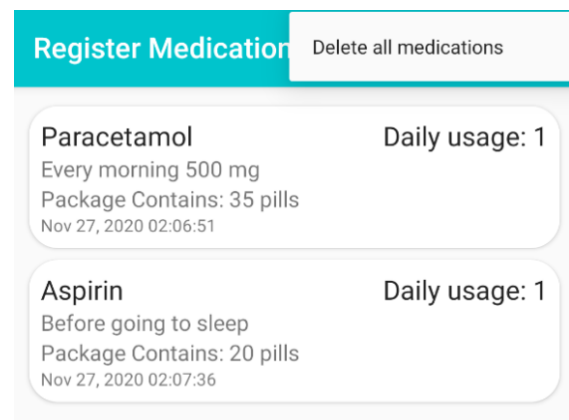 Register Medication
Delete all medications
Paracetamol
Daily usage: 1
Every morning 500 mg
Package Contains: 35 pills
Nov 27, 2020 02:06:51
Aspirin
Daily usage: 1
Before going to sleep
Package Contains: 20 pills
Nov 27, 2020 02:07:36